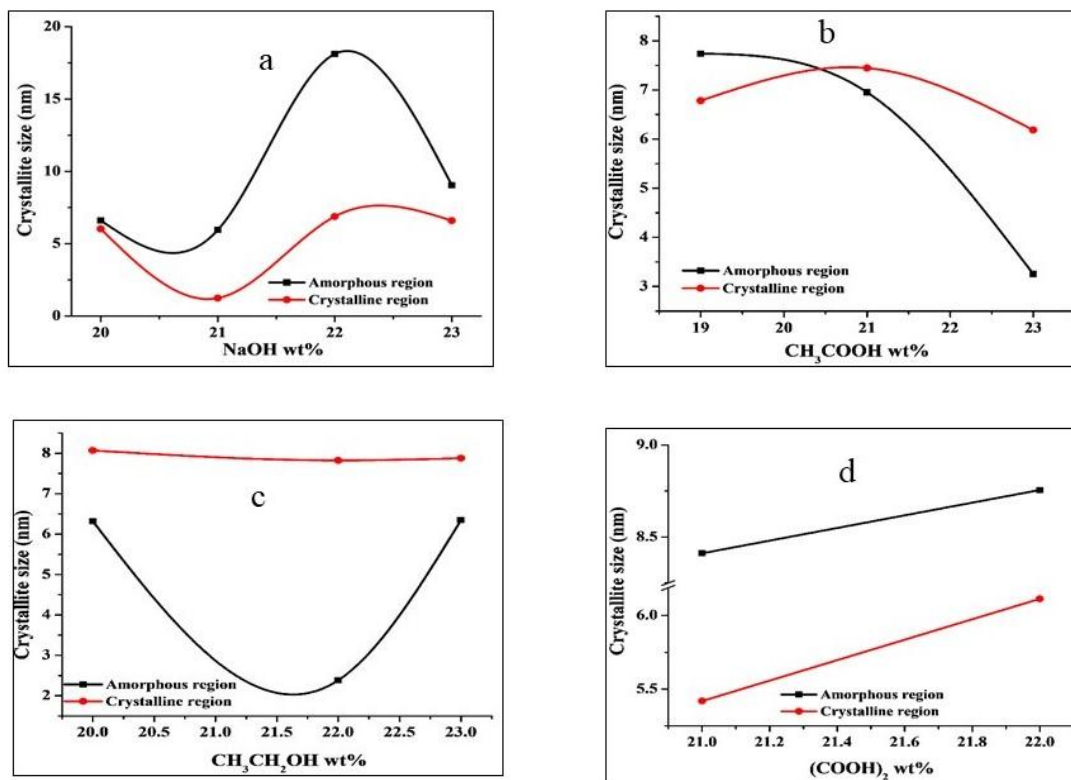 a
20
15
10
5
0
Crystallite size (nm)
Amorphous region
Crystalline region
20 21 22 23
NaOH wt%
b
8
7
6
5
4
3
Crystallite size (nm)
Amorphous region
Crystalline region
19 20 21 22 23
CH₃COOH wt%
c
8
7
6
5
4
3
2
Crystallite size (nm)
Amorphous region
Crystalline region
20.0 20.5 21.0 21.5 22.0 22.5 23.0
CH₃CH₂OH wt%
d
9.0
8.5
6.0
5.5
Crystallite size (nm)
Amorphous region
Crystalline region
21.0 21.2 21.4 21.6 21.8 22.0
(COOH)₂ wt%